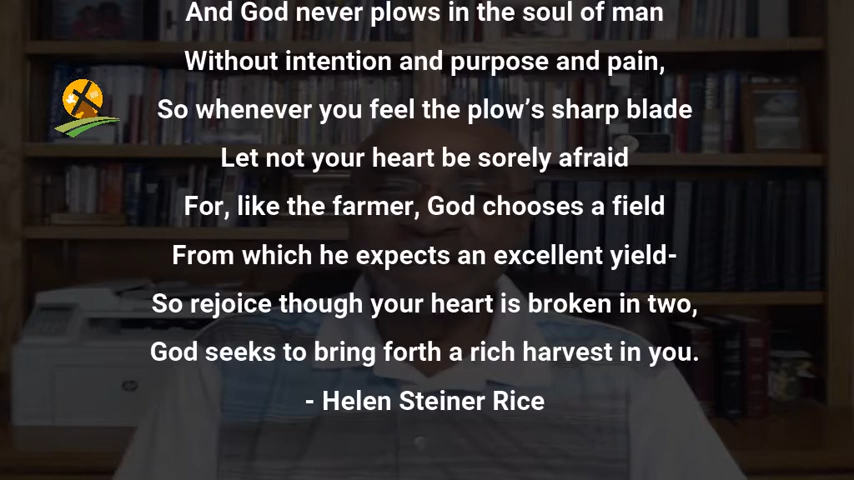 And God never plows in the soul of man
Without intention and purpose and pain,
So whenever you feel the plow’s sharp blade
Let not your heart be sorely afraid
For, like the farmer, God chooses a field
From which he expects an excellent yield-
So rejoice though your heart is broken in two,
God seeks to bring forth a rich harvest in you.
- Helen Steiner Rice